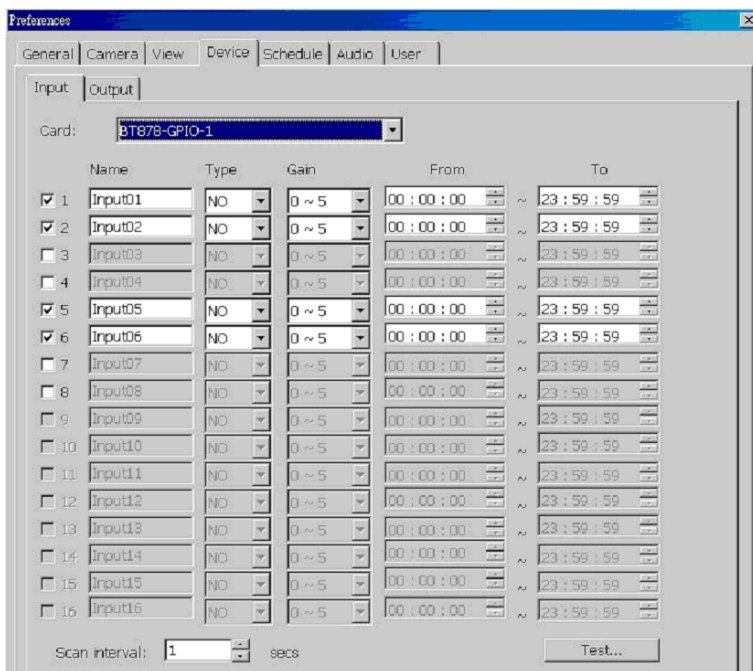 Preferences
General Camera View Device Schedule Audio User
Input Output
Card: BT878-GPIO-1
Name Type Gain From To
1 Input01 NO 0 ~ 5 00 : 00 : 00 ~ 23 : 59 : 59
2 Input02 NO 0 ~ 5 00 : 00 : 00 ~ 23 : 59 : 59
3 Input03 NO 0 ~ 5 00 : 00 : 00 ~ 23 : 59 : 59
4 Input04 NO 0 ~ 5 00 : 00 : 00 ~ 23 : 59 : 59
5 Input05 NO 0 ~ 5 00 : 00 : 00 ~ 23 : 59 : 59
6 Input06 NO 0 ~ 5 00 : 00 : 00 ~ 23 : 59 : 59
7 Input07 NO 0 ~ 5 00 : 00 : 00 ~ 23 : 59 : 59
8 Input08 NO 0 ~ 5 00 : 00 : 00 ~ 23 : 59 : 59
9 Input09 NO 0 ~ 5 00 : 00 : 00 ~ 23 : 59 : 59
10 Input10 NO 0 ~ 5 00 : 00 : 00 ~ 23 : 59 : 59
11 Input11 NO 0 ~ 5 00 : 00 : 00 ~ 23 : 59 : 59
12 Input12 NO 0 ~ 5 00 : 00 : 00 ~ 23 : 59 : 59
13 Input13 NO 0 ~ 5 00 : 00 : 00 ~ 23 : 59 : 59
14 Input14 NO 0 ~ 5 00 : 00 : 00 ~ 23 : 59 : 59
15 Input15 NO 0 ~ 5 00 : 00 : 00 ~ 23 : 59 : 59
16 Input16 NO 0 ~ 5 00 : 00 : 00 ~ 23 : 59 : 59
Scan interval: 1 secs Test...